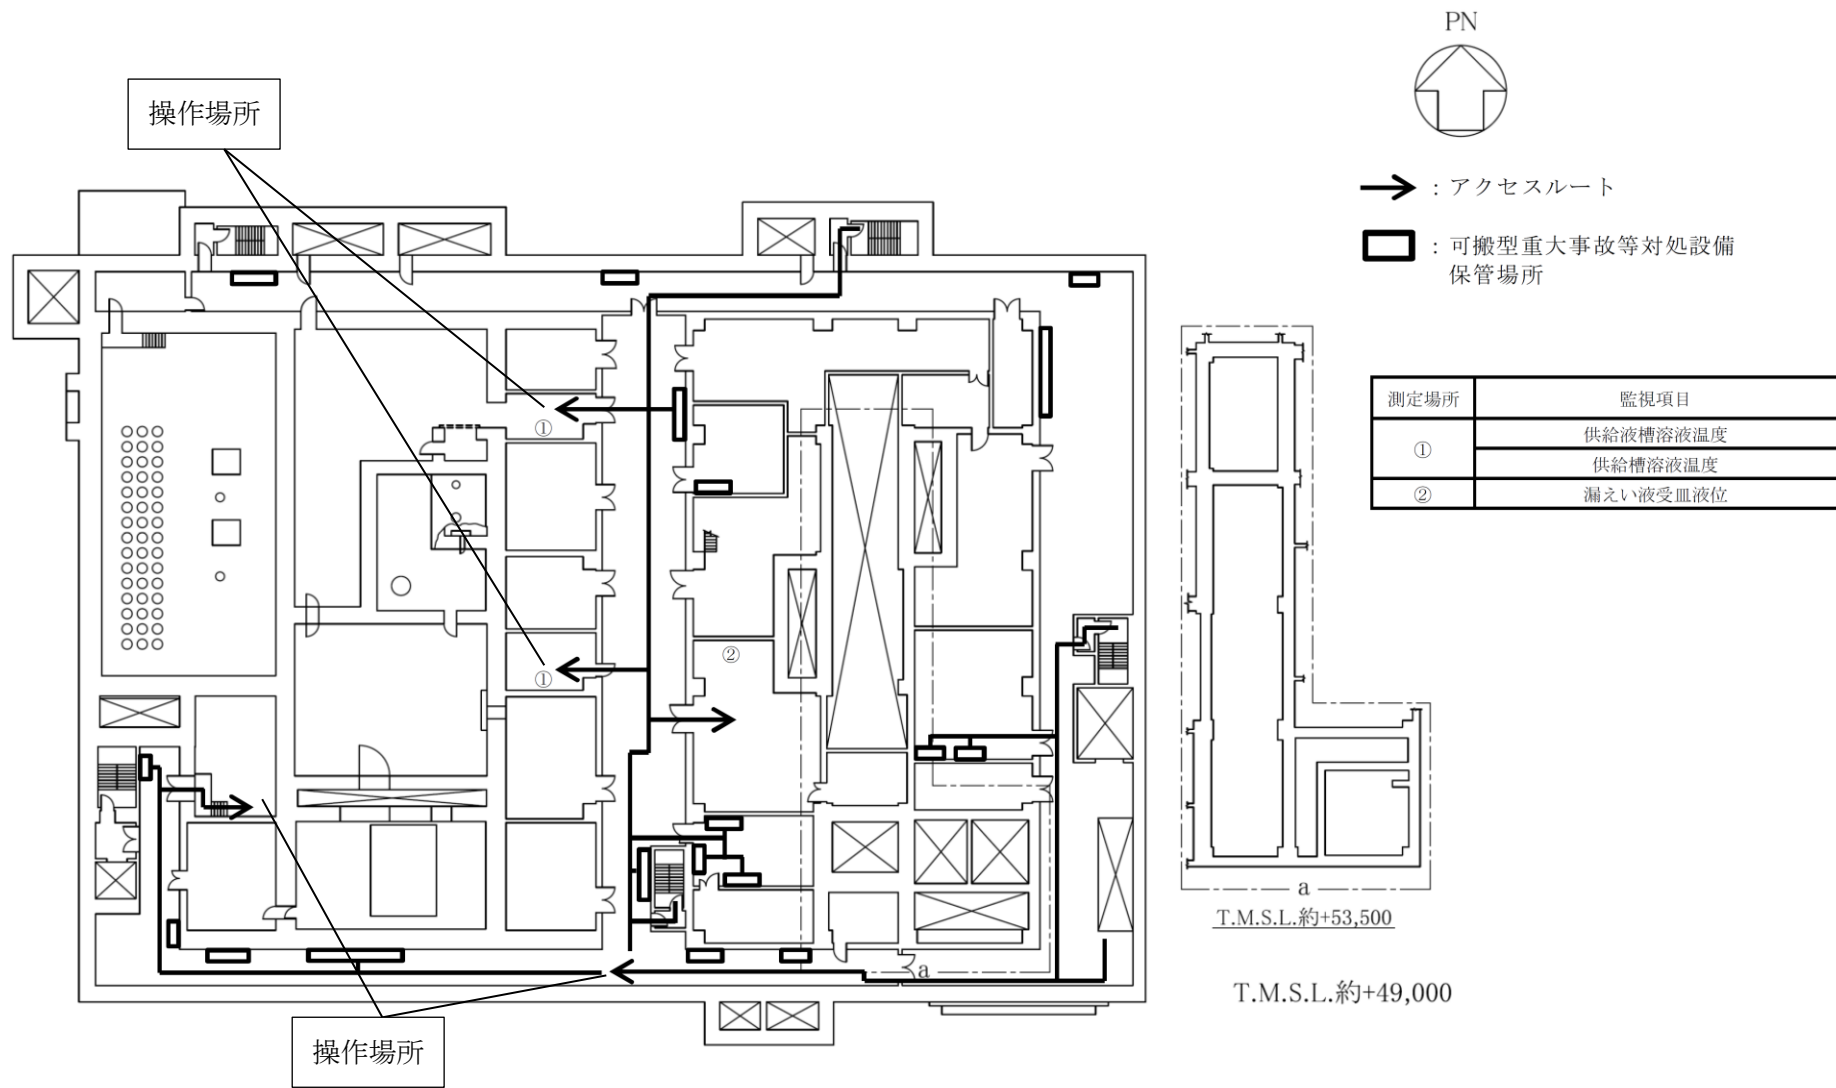 PN
操作場所
：アクセスルート
：可搬型重大事故等対処設備
保管場所
測定場所 監視項目
① 供給液槽溶液温度
供給槽溶液温度
② 漏えい液受皿液位
①
①
②
a
a
T.M.S.L.約+53,500
T.M.S.L.約+49,000
操作場所